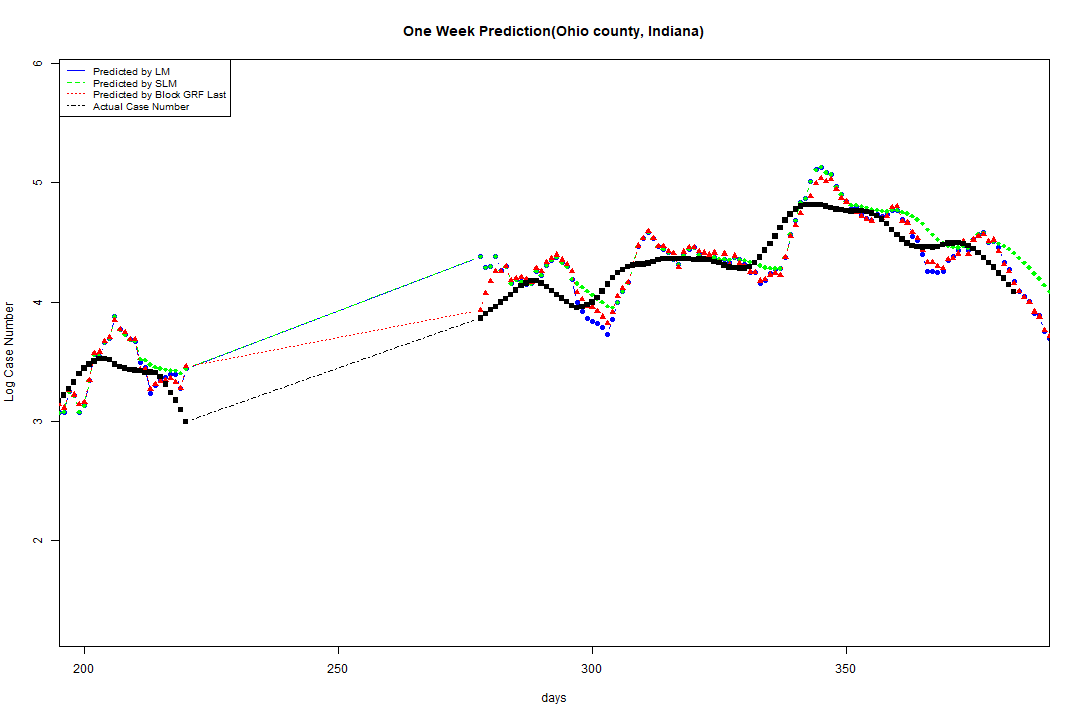 One Week Prediction(Ohio county, Indiana)
Predicted by LM
Predicted by SLM
Predicted by Block GRF Last
Actual Case Number
6
5
4
3
2
Log Case Number
200
250
300
350
days